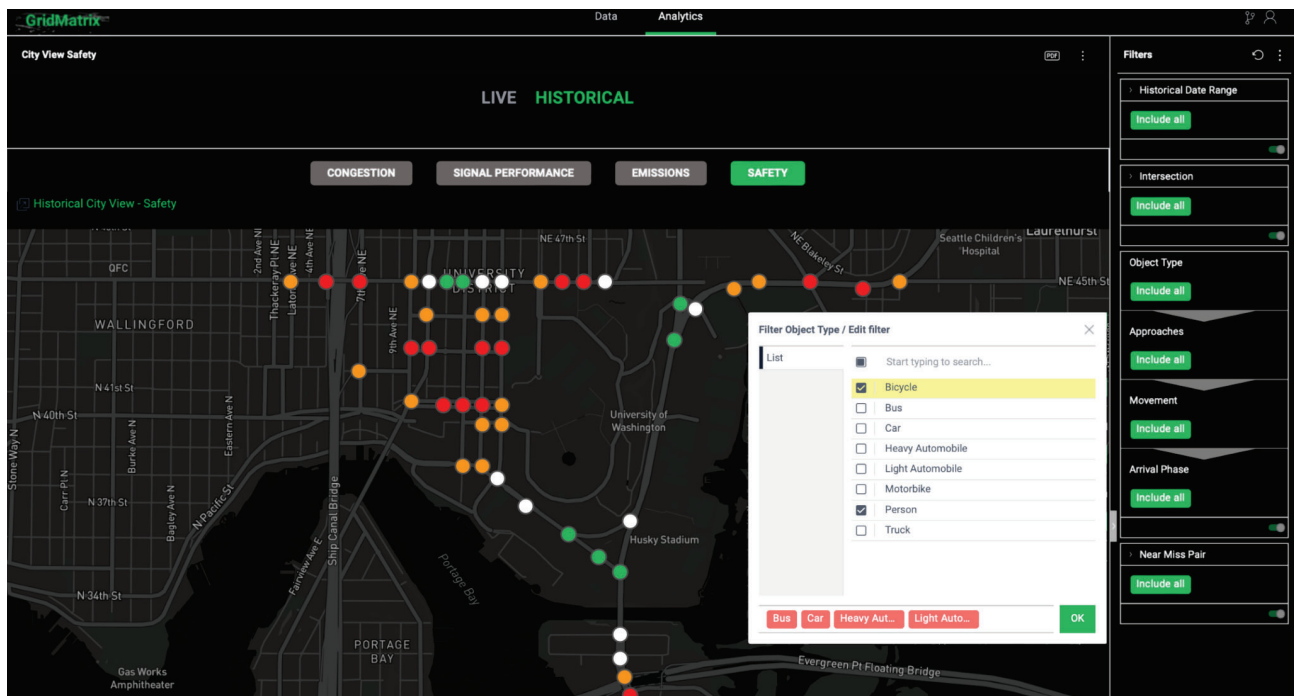 GridMatrix
Data
Analytics
City View Safety
PDF
LIVE HISTORICAL
CONGESTION
SIGNAL PERFORMANCE
EMISSIONS
SAFETY
Historical City View - Safety
QFC
2nd Ave NE
Thackeray Pl NE
4th Ave NE
7th Ave NE
NE 47th St
UNIVERSITY
DISTRICT
NE Blakeley St
Seattle Children's
Hospital
Laurelhurst
NE 45th St
WALLINGFORD
9th Ave NE
N 41st St
N 40th St
Stone Way N
Burke Ave N
Eastern Ave N
University of
Washington
Carr Pl N
N 37th St
Bagley Ave N
N Pacific St
Ship Canal Bridge
Fairview Ave E
Portage Bay
Husky Stadium
N 34th St
PORTAGE
BAY
Gas Works
Amphitheater
Evergreen Pt Floating Bridge
Filter Object Type / Edit filter
List
Start typing to search...
Bicycle
Bus
Car
Heavy Automobile
Light Automobile
Motorbike
Person
Truck
Bus
Car
Heavy Aut...
Light Auto...
OK
Filters
Historical Date Range
Include all
Intersection
Include all
Object Type
Include all
Approaches
Include all
Movement
Include all
Arrival Phase
Include all
Near Miss Pair
Include all